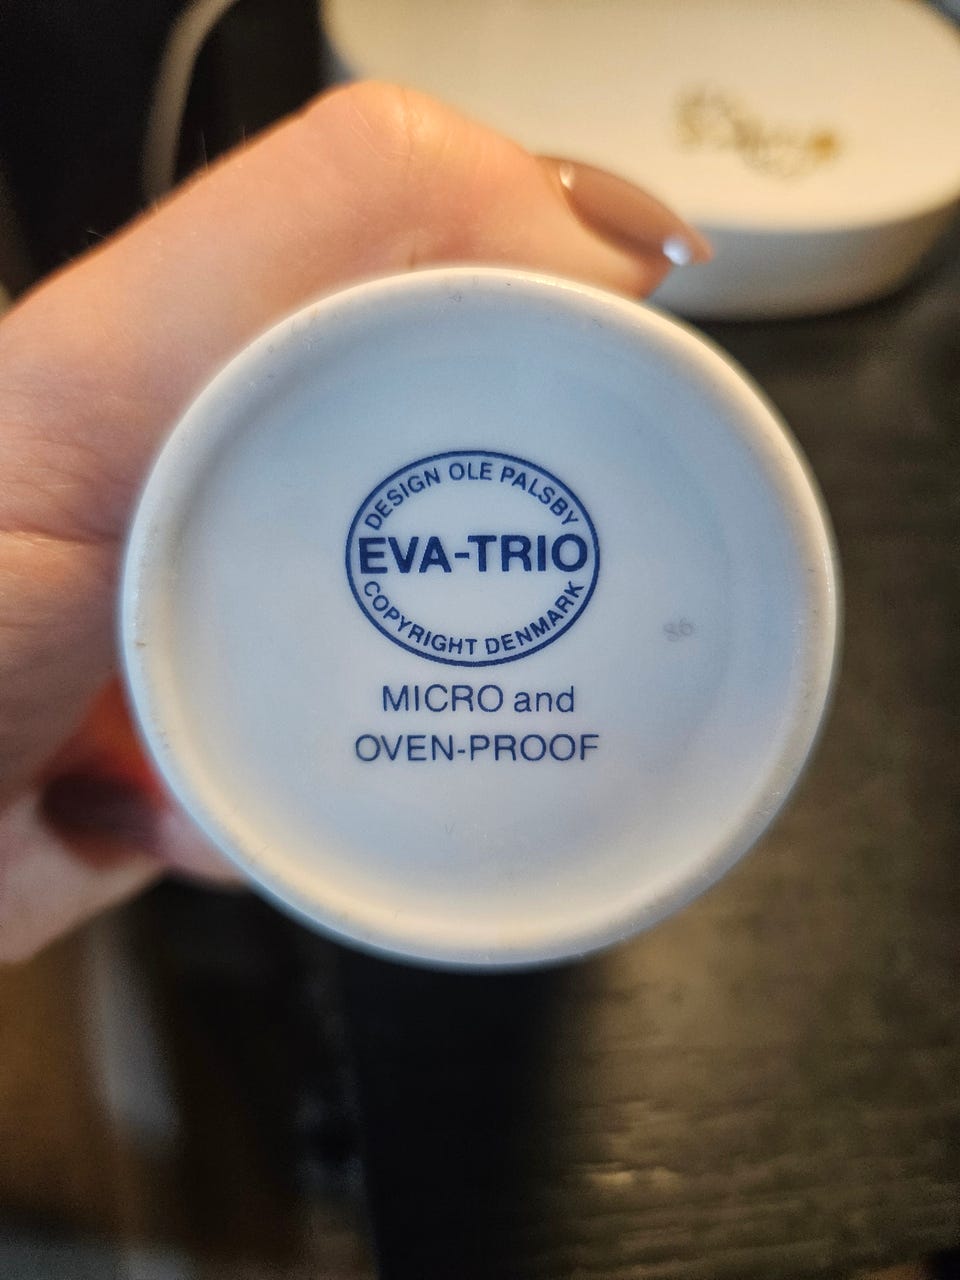 DESIGN OLE PALSBY
EVA-TRIO
COPYRIGHT DENMARK
MICRO and
OVEN-PROOF